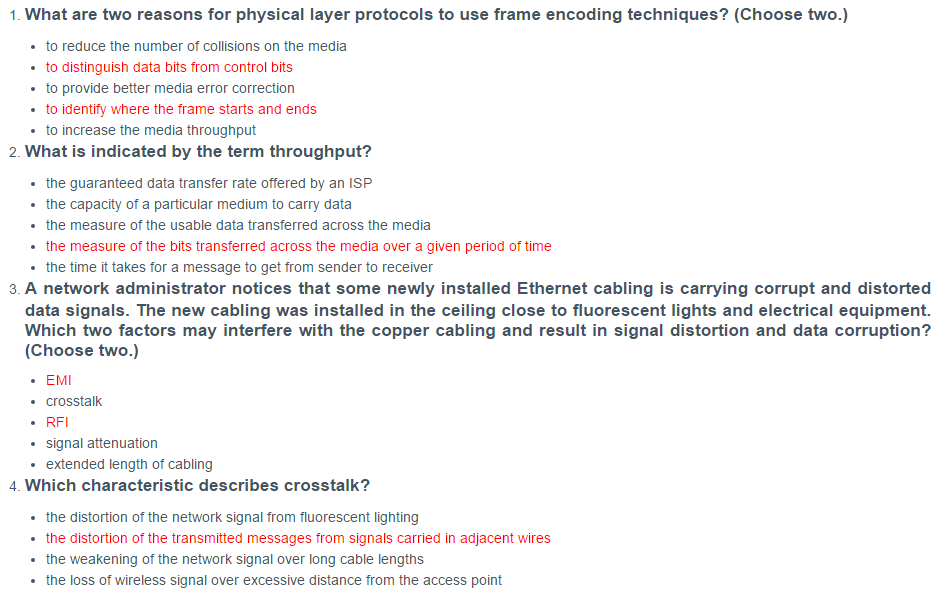 1. What are two reasons for physical layer protocols to use frame encoding techniques? (Choose two.)
• to reduce the number of collisions on the media
• to distinguish data bits from control bits
• to provide better media error correction
• to identify where the frame starts and ends
• to increase the media throughput
2. What is indicated by the term throughput?
• the guaranteed data transfer rate offered by an ISP
• the capacity of a particular medium to carry data
• the measure of the usable data transferred across the media
• the measure of the bits transferred across the media over a given period of time
• the time it takes for a message to get from sender to receiver
3. A network administrator notices that some newly installed Ethernet cabling is carrying corrupt and distorted
data signals. The new cabling was installed in the ceiling close to fluorescent lights and electrical equipment.
Which two factors may interfere with the copper cabling and result in signal distortion and data corruption?
(Choose two.)
• EMI
• crosstalk
• RFI
• signal attenuation
• extended length of cabling
4. Which characteristic describes crosstalk?
• the distortion of the network signal from fluorescent lighting
• the distortion of the transmitted messages from signals carried in adjacent wires
• the weakening of the network signal over long cable lengths
• the loss of wireless signal over excessive distance from the access point